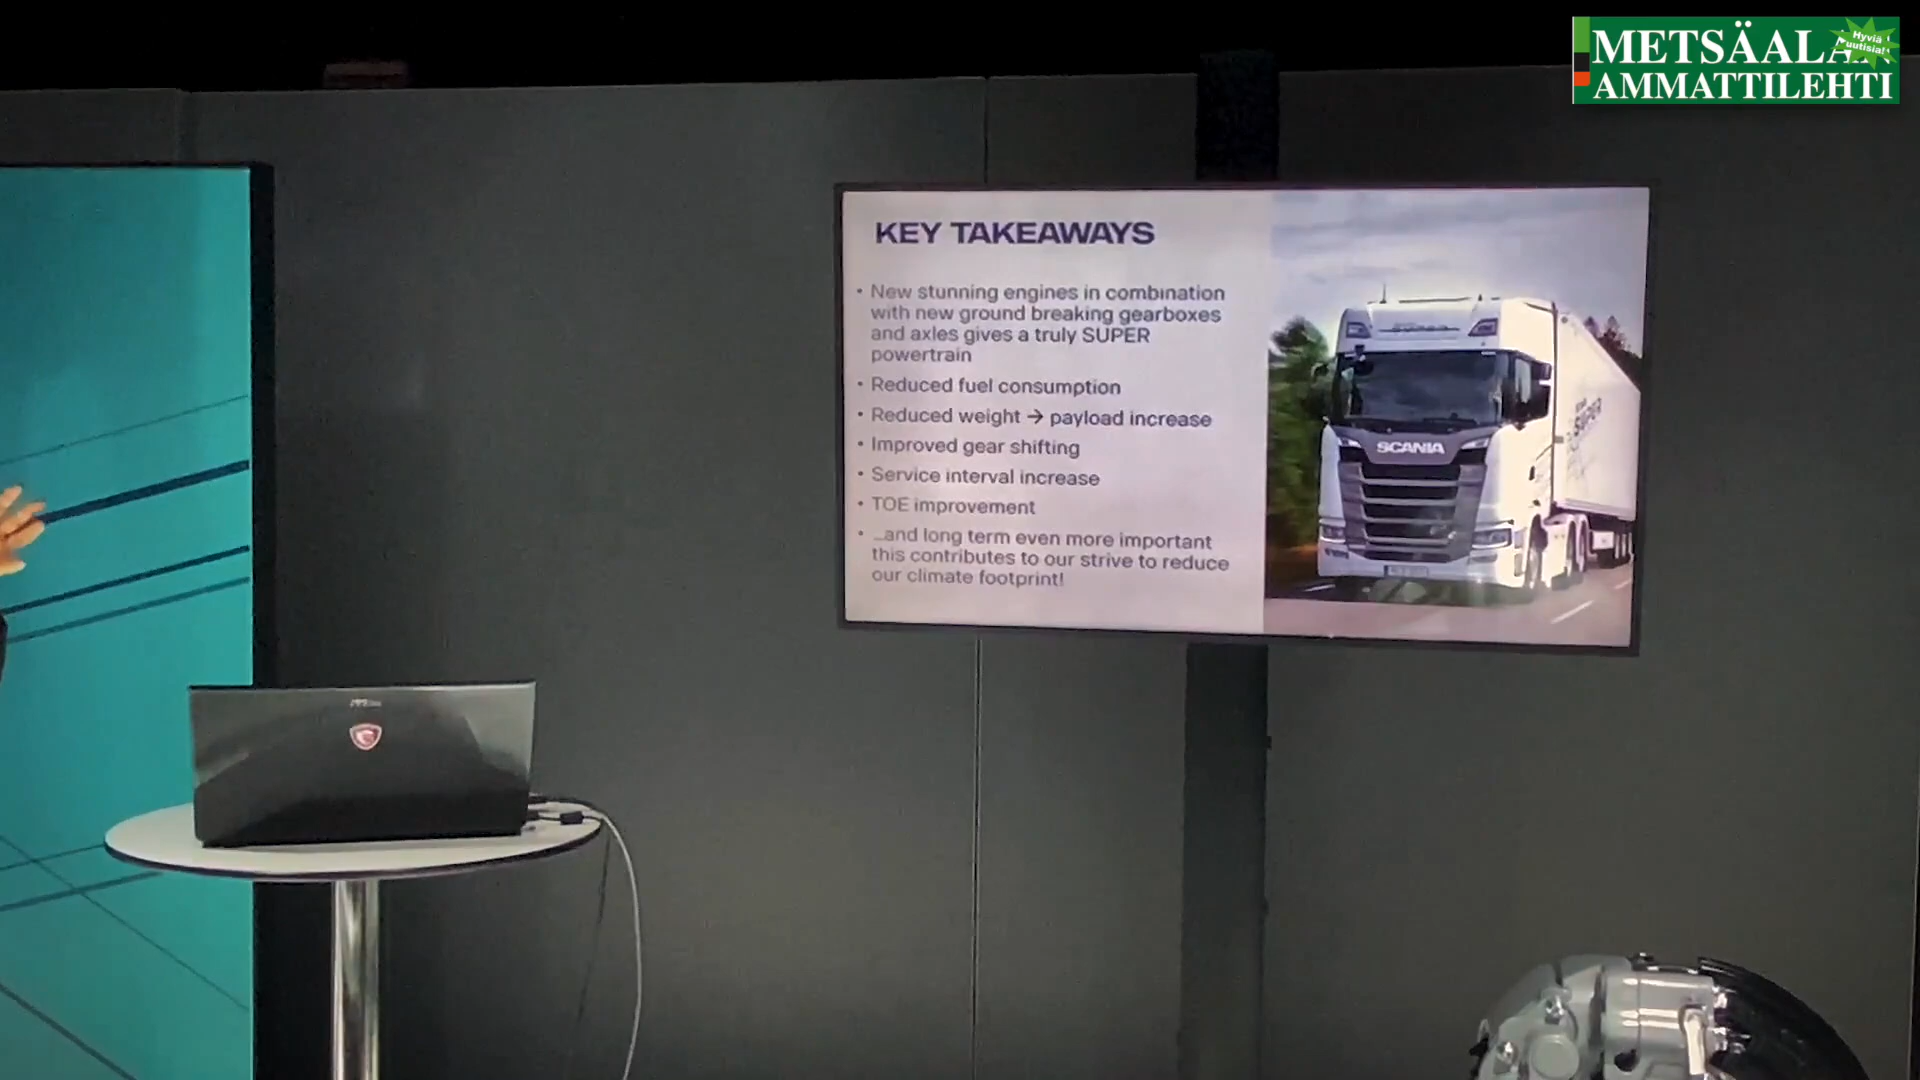 METSÄALAN
AMMATTILEHTI
Hyviä
uutisia!
KEY TAKEAWAYS
• New stunning engines in combination
with new ground breaking gearboxes
and axles gives a truly SUPER
powertrain
• Reduced fuel consumption
• Reduced weight → payload increase
• Improved gear shifting
• Service interval increase
• TOE improvement
• ...and long term even more important
this contributes to our strive to reduce
our climate footprint!
SUPER
SCANIA
SUPER